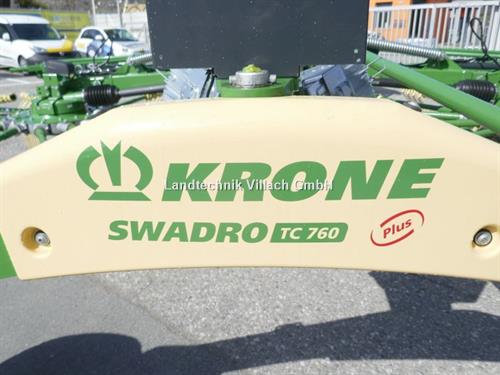 KRONE
Landtechnik Villach GmbH
SWADRO TC 760 Plus